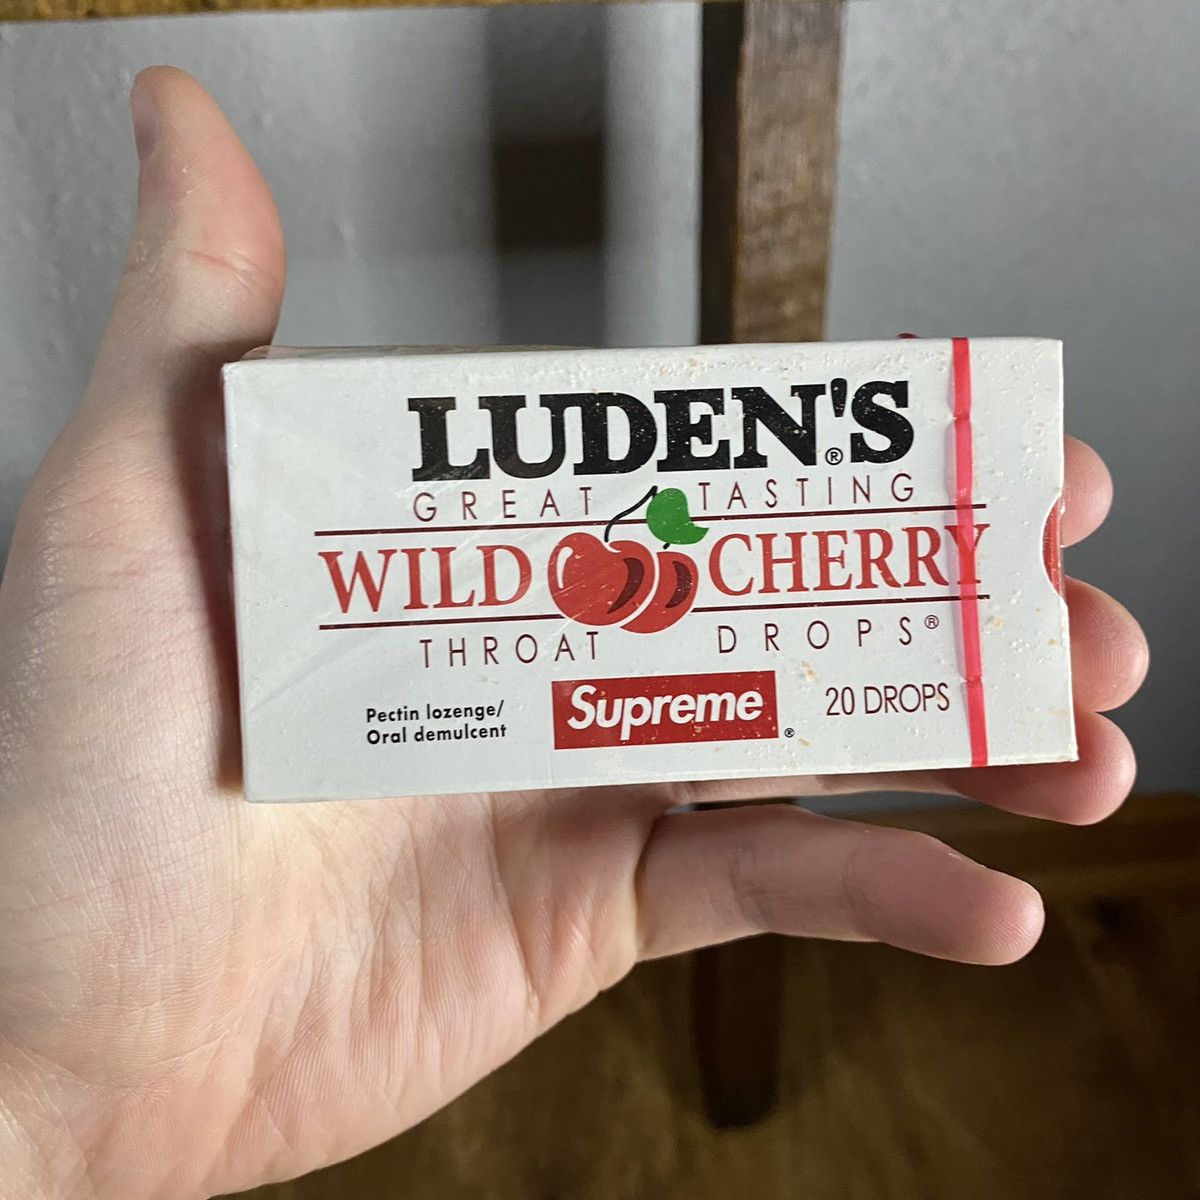 LUDEN'S®
GREAT TASTING
WILD CHERRY
THROAT DROPS®
Pectin lozenge/
Oral demulcent
Supreme®
20 DROPS